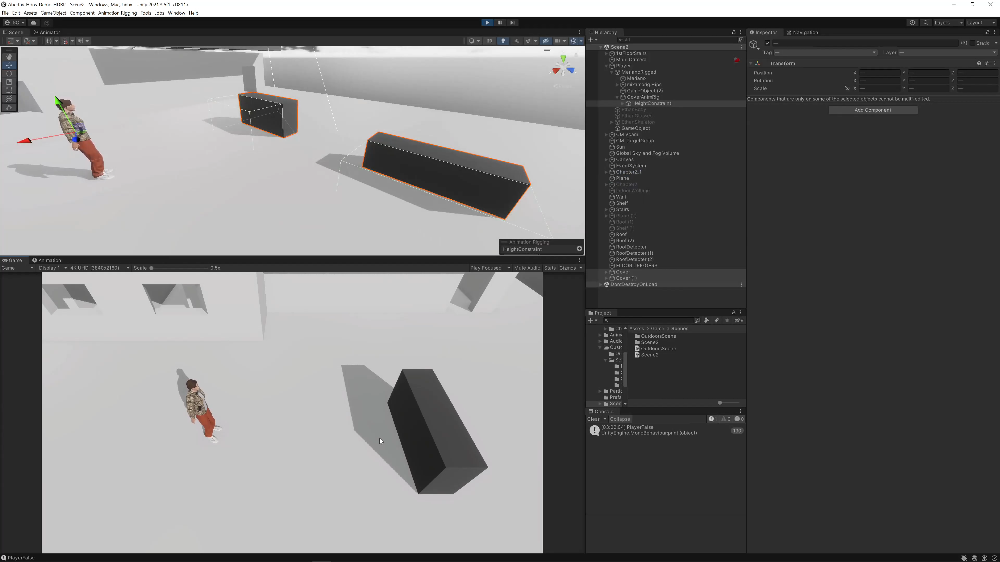 Abertay-Hons-Demo-HDRP - Scene2 - Windows, Mac, Linux - Unity 2021.3.6f1 <DX11>
File Edit Assets GameObject Component Animation Rigging Tools Jobs Window Help
SG
Layers Layout
Scene Animator
2D
Animation Rigging
HeightConstraint
Game Animation
Game Display 1 4K UHD (3840x2160) Scale 0.5x Play Focused Mute Audio Stats Gizmos
Hierarchy
All
Scene2
1stFloorStairs
Main Camera
Player
MarianoRigged
Mariano
mixamorig:Hips
GameObject (2)
CoverAnimRig
HeightConstraint
EthanBody
EthanGlasses
EthanSkeleton
GameObject
CM vcam
CM TargetGroup
Sun
Global Sky and Fog Volume
Canvas
EventSystem
Chapter2_1
Plane
Chapter2
IndoorsVolume
Wall
Shelf
Stairs
Plane (2)
Roof (1)
Shelf (1)
Roof
Roof (2)
RoofDetecter
RoofDetecter (1)
RoofDetecter (2)
FLOOR TRIGGERS
Cover
Cover (1)
DontDestroyOnLoad
Project
9
Ch
Anima
Audic
Custo
Ou
Sel
Partic
Prefa
Scen
Assets > Game > Scenes
OutdoorsScene
Scene2
OutdoorsScene
Scene2
Console
Clear Collapse 1 0 0
[03:02:04] PlayerFalse
UnityEngine.MonoBehaviour:print (object)
190
Inspector Navigation
— (3) Static
Tag — Layer —
Transform
Position X — Y — Z —
Rotation X — Y — Z —
Scale X — Y — Z —
Components that are only on some of the selected objects cannot be multi-edited.
Add Component
PlayerFalse